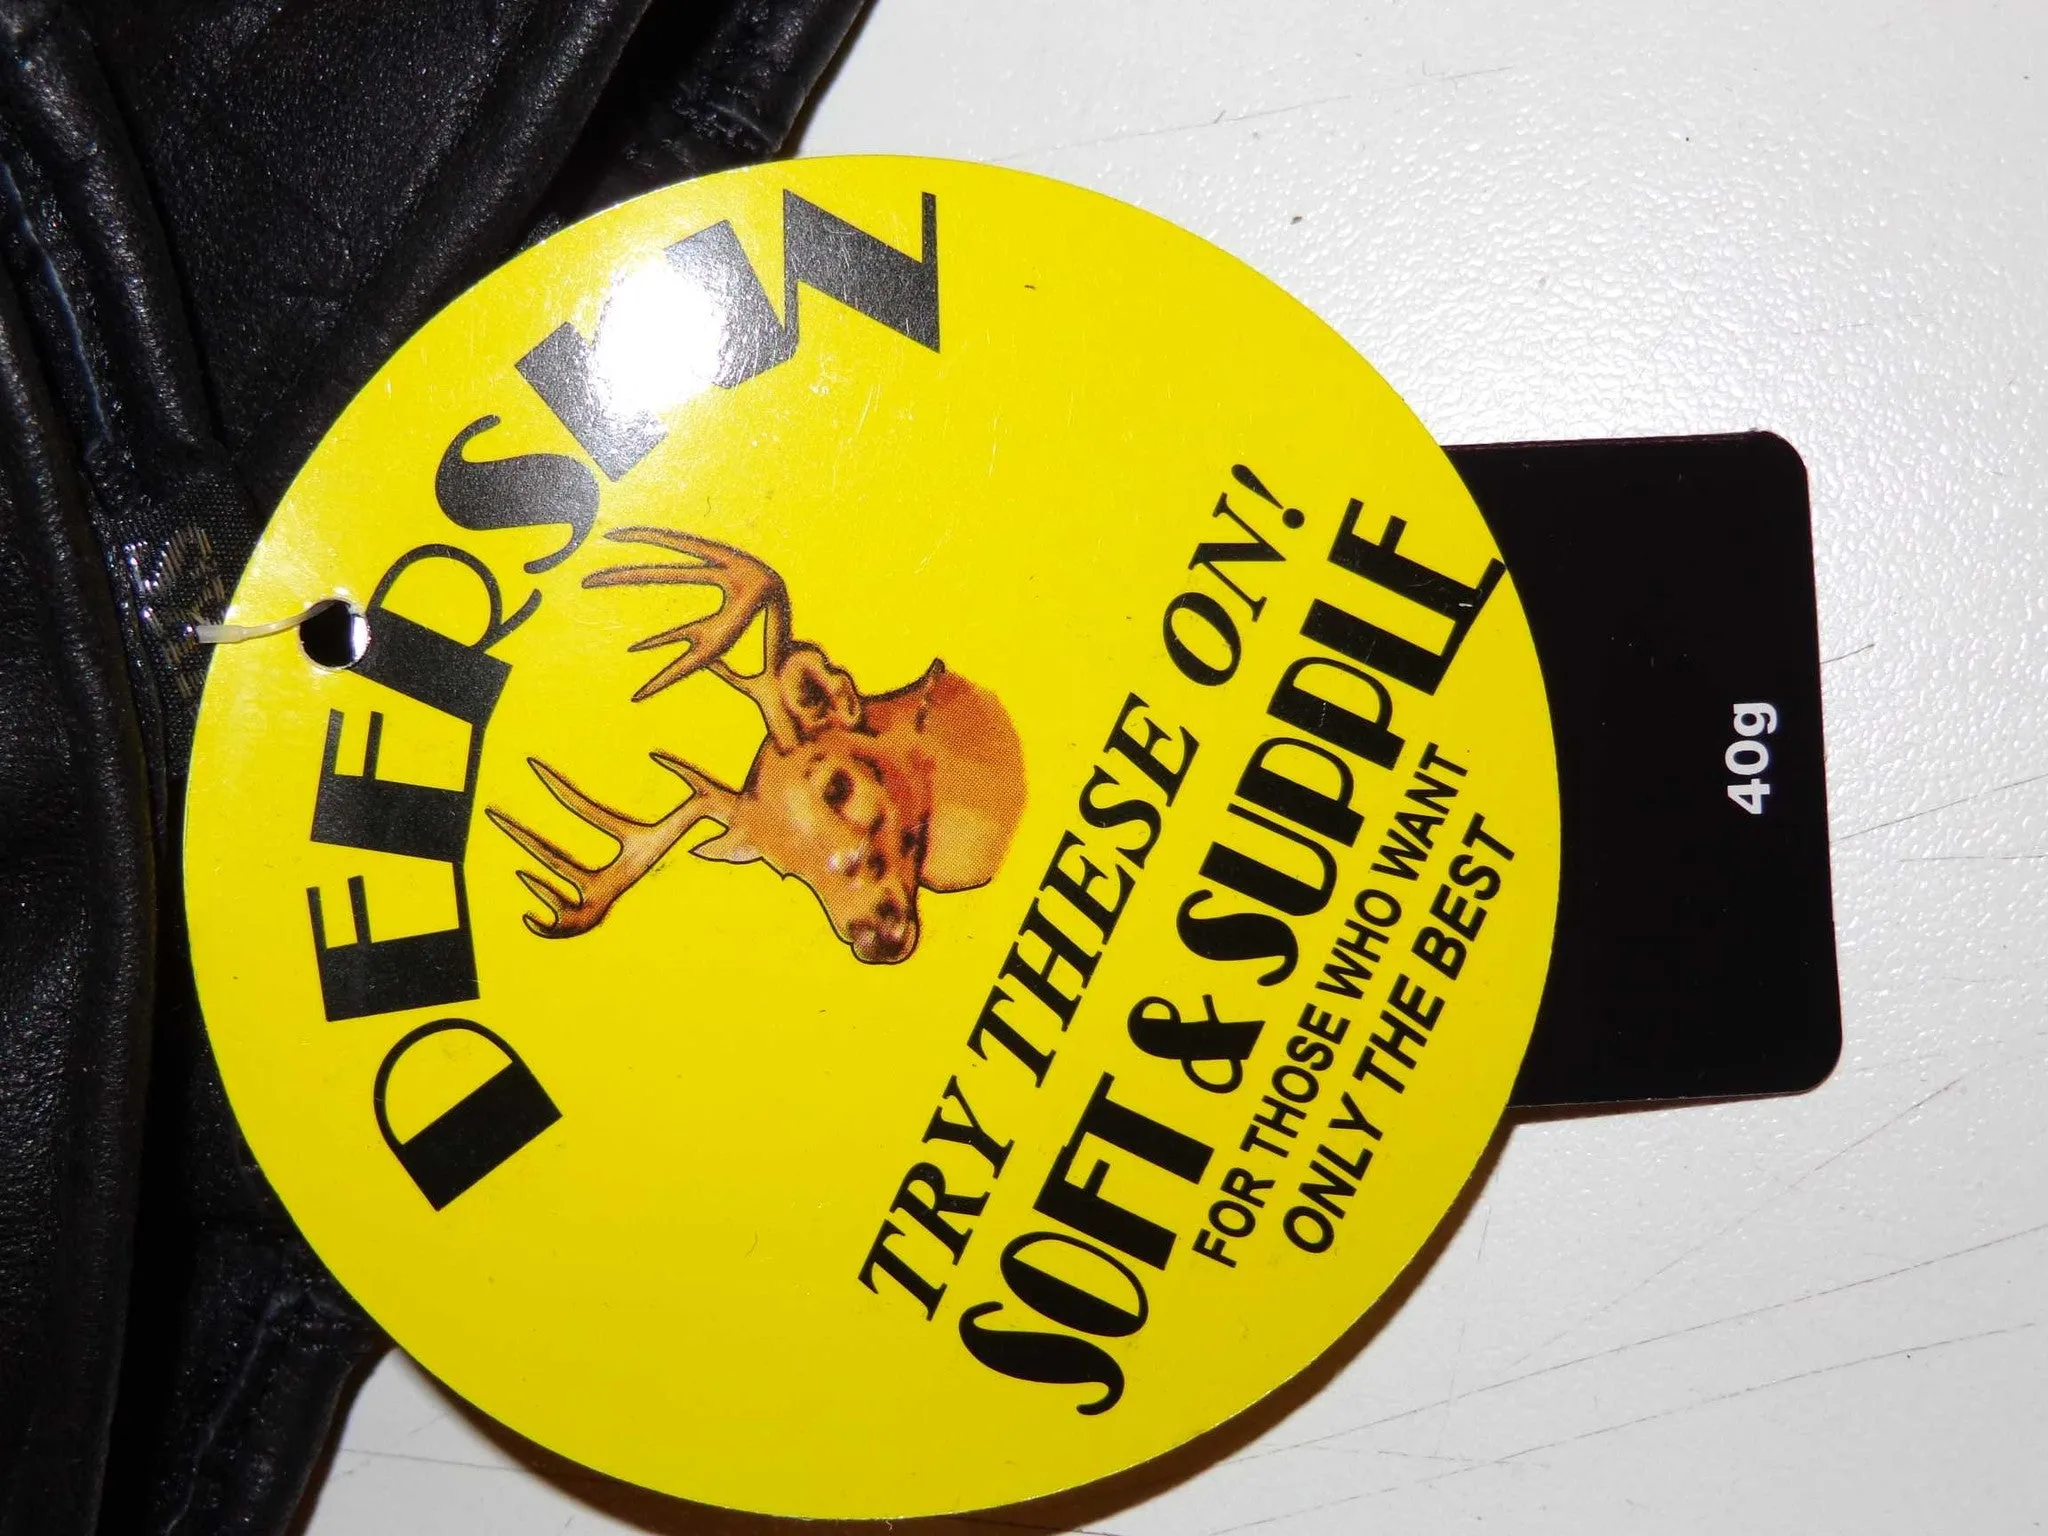 DEERSKIN
TRY THESE ON!
SOFT & SUPPLE
FOR THOSE WHO WANT
ONLY THE BEST
40g